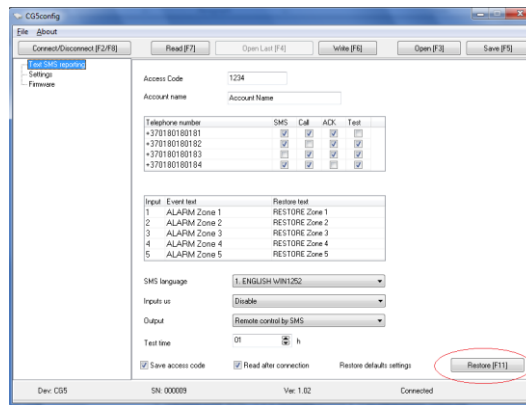 CG5config
File About
Connect/Disconnect [F2/F8] Read [F7] Open Last [F4] Write [F6] Open [F3] Save [F5]
Text SMS reporting
Settings
Firmware
Access Code 1234
Account name Account Name
Telephone number SMS Call ACK Test
+370180180181
+370180180182
+370180180183
+370180180184
Input Event text Restore text
1 ALARM Zone 1 RESTORE Zone 1
2 ALARM Zone 2 RESTORE Zone 2
3 ALARM Zone 3 RESTORE Zone 3
4 ALARM Zone 4 RESTORE Zone 4
5 ALARM Zone 5 RESTORE Zone 5
SMS language 1. ENGLISH WIN1252
Inputs us Disable
Output Remote control by SMS
Test time 01 h
Save access code Read after connection Restore defaults settings Restore [F11]
Dev: CG5 SN: 000009 Ver: 1.02 Connected